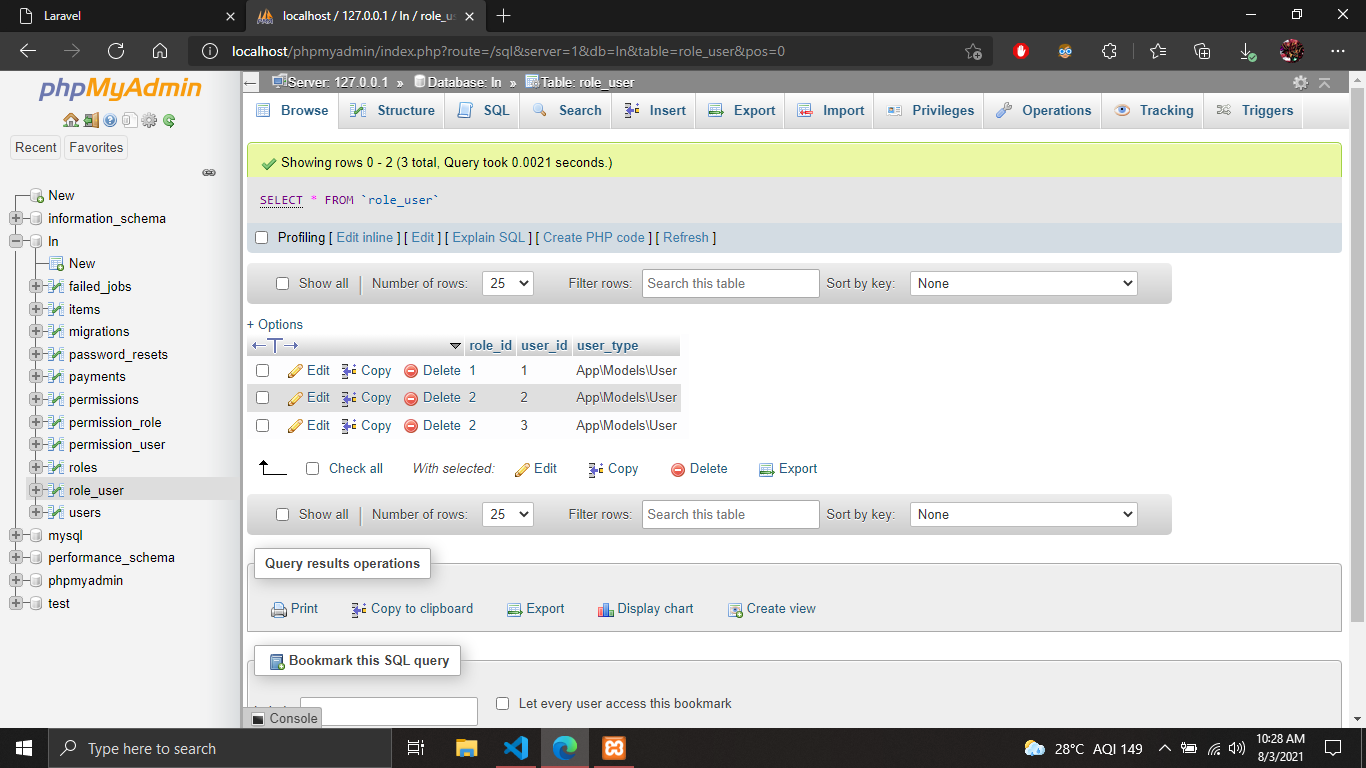 Laravel
localhost / 127.0.0.1 / ln / role_us
localhost/phpmyadmin/index.php?route=/sql&server=1&db=ln&table=role_user&pos=0
phpMyAdmin
Recent Favorites
New
information_schema
ln
New
failed_jobs
items
migrations
password_resets
payments
permissions
permission_role
permission_user
roles
role_user
users
mysql
performance_schema
phpmyadmin
test
Server: 127.0.0.1 » Database: ln » Table: role_user
Browse Structure SQL Search Insert Export Import Privileges Operations Tracking Triggers
Showing rows 0 - 2 (3 total, Query took 0.0021 seconds.)
SELECT * FROM `role_user`
Profiling [ Edit inline ] [ Edit ] [ Explain SQL ] [ Create PHP code ] [ Refresh ]
Show all | Number of rows: 25 Filter rows: Search this table Sort by key: None
+ Options
←T→ role_id user_id user_type
Edit Copy Delete 1 1 App\Models\User
Edit Copy Delete 2 2 App\Models\User
Edit Copy Delete 2 3 App\Models\User
Check all With selected: Edit Copy Delete Export
Show all | Number of rows: 25 Filter rows: Search this table Sort by key: None
Query results operations
Print Copy to clipboard Export Display chart Create view
Bookmark this SQL query
Let every user access this bookmark
Console
Type here to search
28°C AQI 149
10:28 AM
8/3/2021